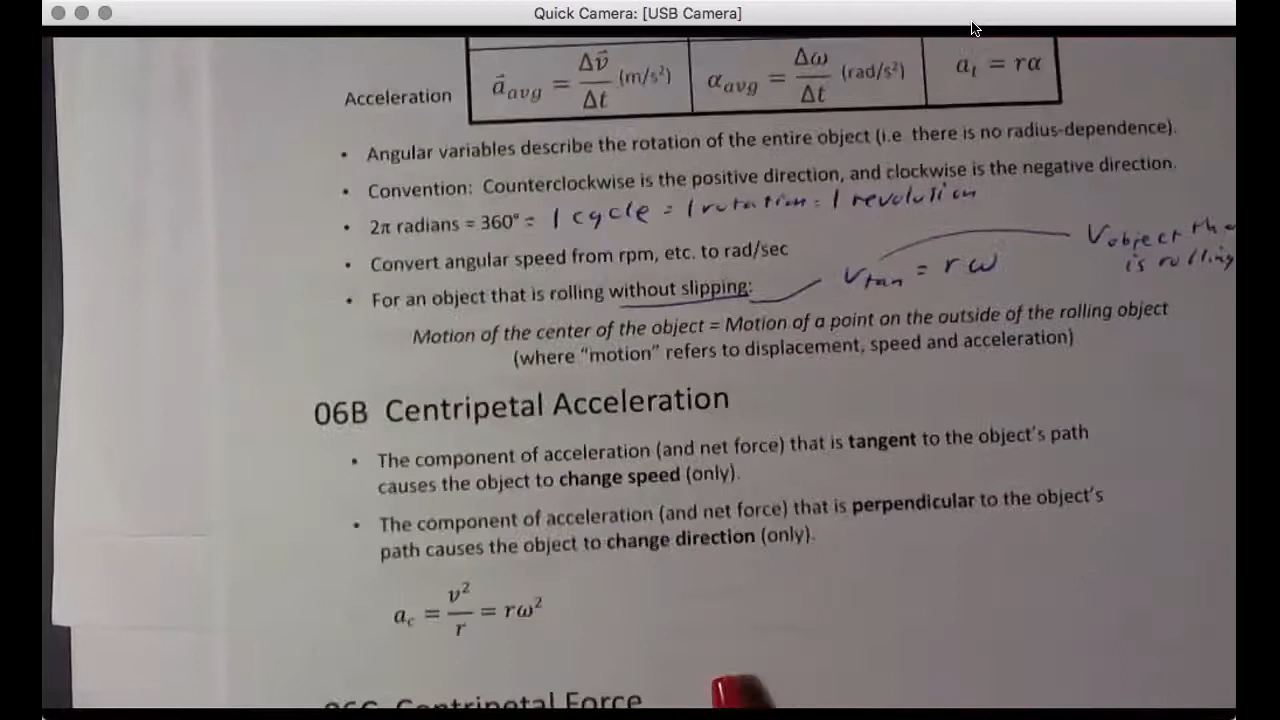 Quick Camera: [USB Camera]
Acceleration a⃗avg = Δv⃗/Δt (m/s²) αavg = Δω/Δt (rad/s²) at = rα
• Angular variables describe the rotation of the entire object (i.e there is no radius-dependence).
• Convention: Counterclockwise is the positive direction, and clockwise is the negative direction.
• 2π radians = 360° = 1 cycle = 1 rotation = 1 revolution
• Convert angular speed from rpm, etc. to rad/sec
• For an object that is rolling without slipping: vtan = rω Vobject
is rolling
Motion of the center of the object = Motion of a point on the outside of the rolling object
(where “motion” refers to displacement, speed and acceleration)
06B Centripetal Acceleration
• The component of acceleration (and net force) that is tangent to the object’s path
causes the object to change speed (only).
• The component of acceleration (and net force) that is perpendicular to the object’s
path causes the object to change direction (only).
ac = v²/r = rω²
06C Centripetal Force